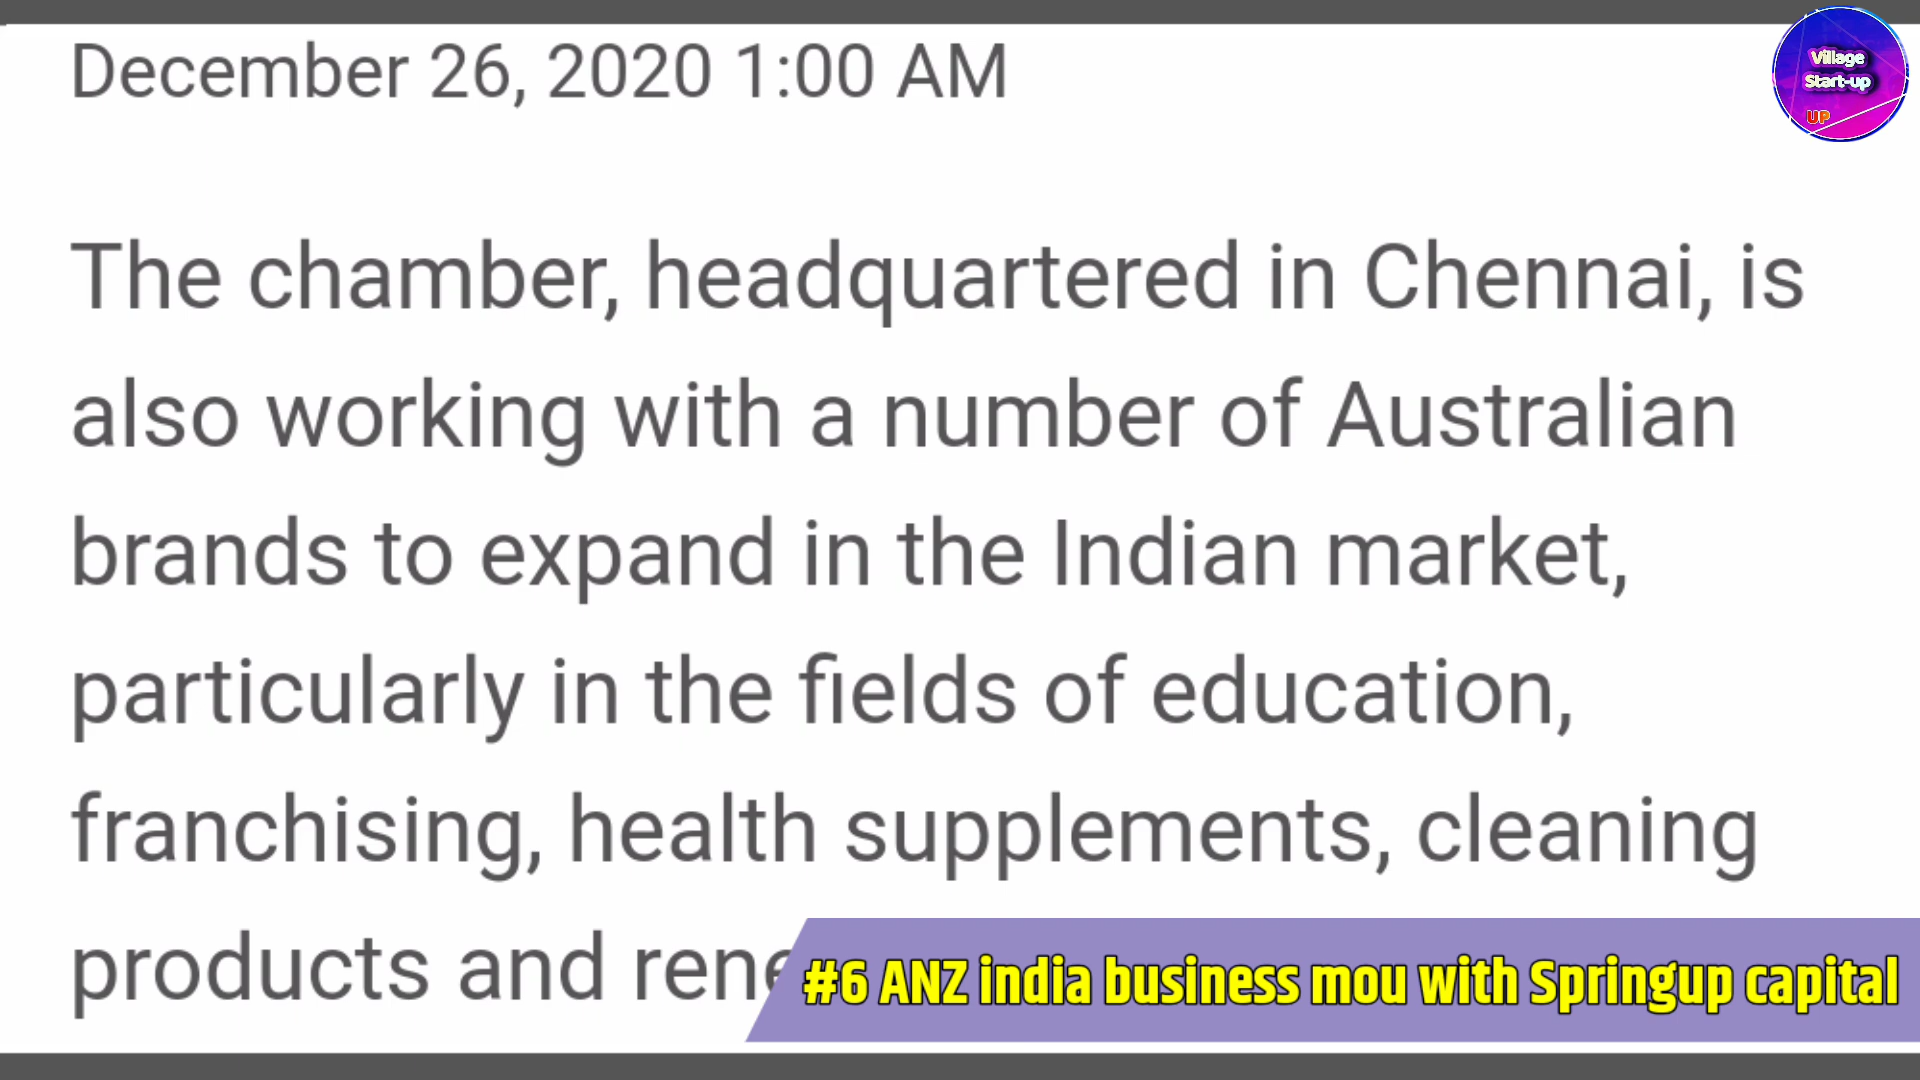 December 26, 2020 1:00 AM
Village
Start-up
UP
The chamber, headquartered in Chennai, is
also working with a number of Australian
brands to expand in the Indian market,
particularly in the fields of education,
franchising, health supplements, cleaning
products and
#6 ANZ india business mou with Springup capital